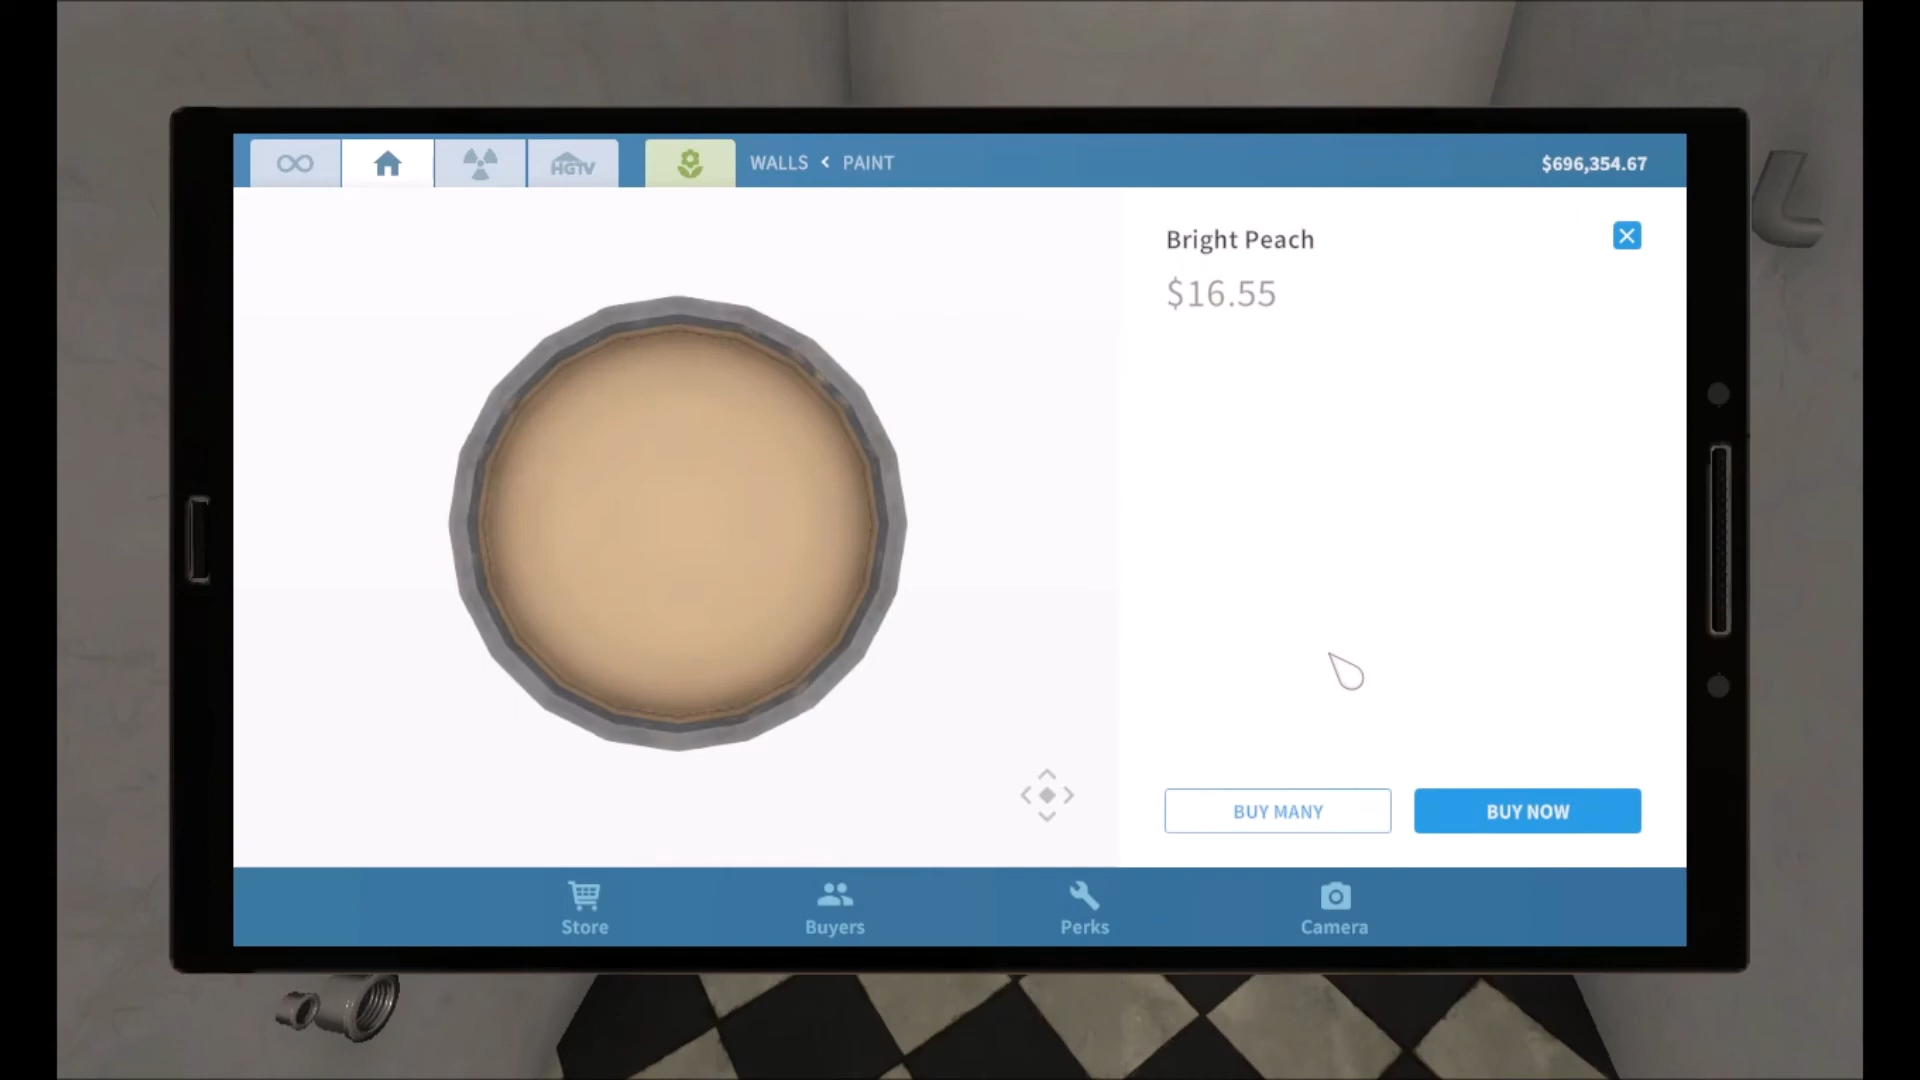 HGTV
WALLS < PAINT
$696,354.67
Bright Peach
$16.55
BUY MANY
BUY NOW
Store
Buyers
Perks
Camera